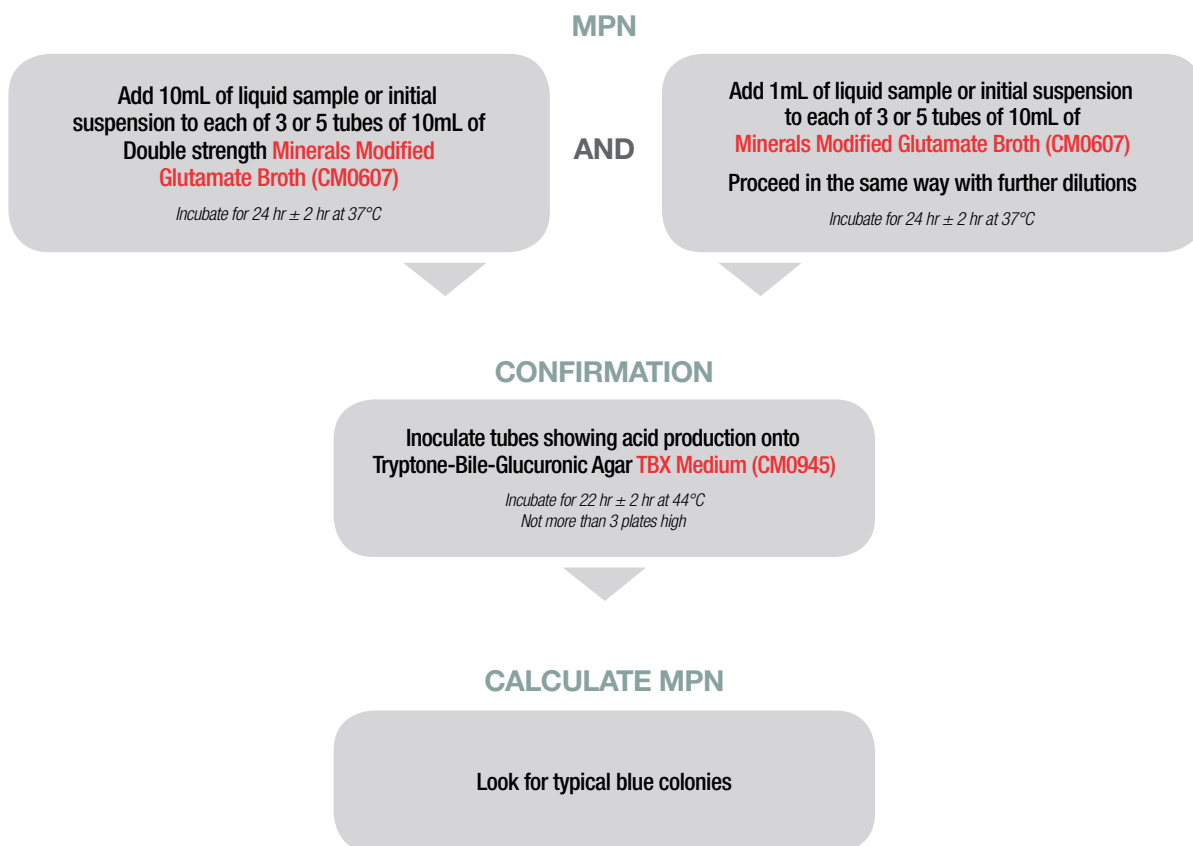 MPN
Add 10mL of liquid sample or initial
suspension to each of 3 or 5 tubes of 10mL of
Double strength Minerals Modified
Glutamate Broth (CM0607)
Incubate for 24 hr ± 2 hr at 37°C
AND
Add 1mL of liquid sample or initial suspension
to each of 3 or 5 tubes of 10mL of
Minerals Modified Glutamate Broth (CM0607)
Proceed in the same way with further dilutions
Incubate for 24 hr ± 2 hr at 37°C
CONFIRMATION
Inoculate tubes showing acid production onto
Tryptone-Bile-Glucuronic Agar TBX Medium (CM0945)
Incubate for 22 hr ± 2 hr at 44°C
Not more than 3 plates high
CALCULATE MPN
Look for typical blue colonies